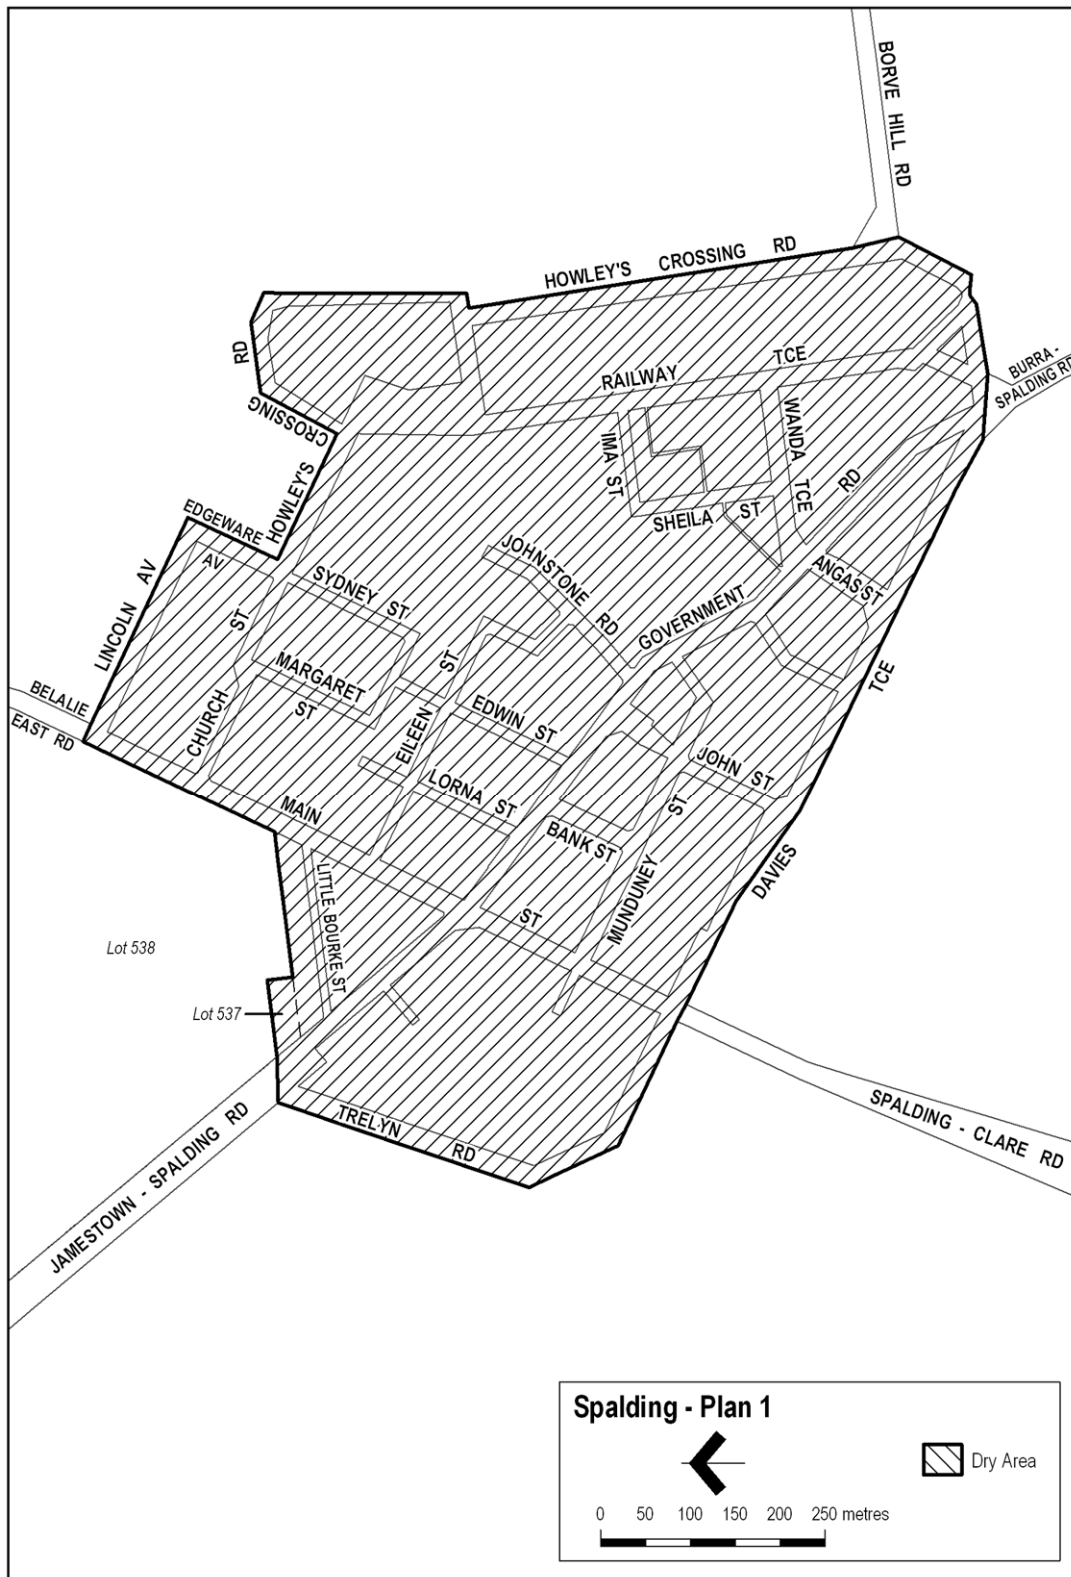 BORVE HILL RD
HOWLEY'S CROSSING RD
RD
CROSSING
HOWLEY'S
RAILWAY TCE
BURRA -
SPALDING RD
IMA ST
WANDA TCE
SHEILA ST
RD
EDGEWARE
AV
LINCOLN AV
SYDNEY ST
JOHNSTONE RD
GOVERNMENT
ANGAS ST
ST
MARGARET
ST
ST
EDWIN ST
TCE
BELALIE
EAST RD
CHURCH
EILEEN
JOHN ST
LORNA ST
MAIN
BANK ST
ST
DAVIES
LITTLE BOURKE ST
ST
MUNDUNEY
Lot 538
Lot 537
TRELYN RD
JAMESTOWN - SPALDING RD
SPALDING - CLARE RD
Spalding - Plan 1
Dry Area
0 50 100 150 200 250 metres